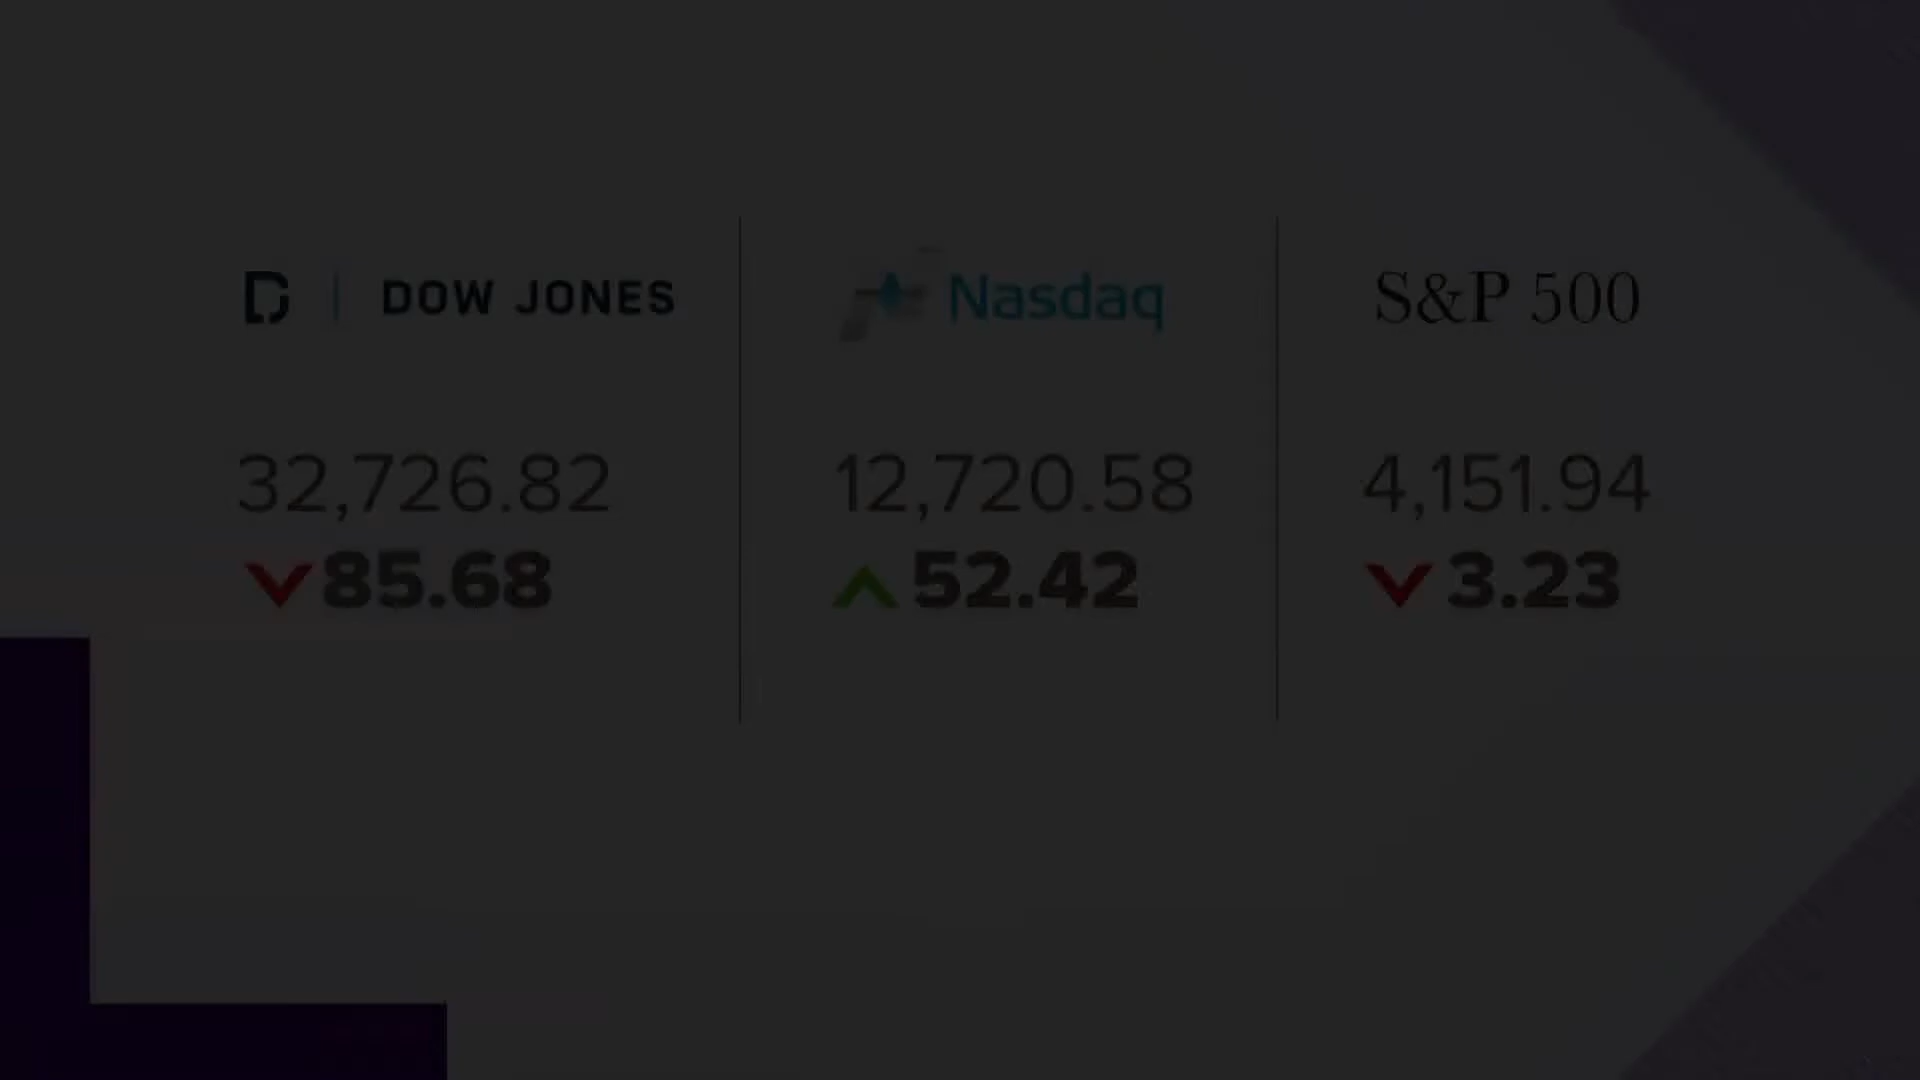 DOW JONES
32,726.82
85.68
Nasdaq
12,720.58
52.42
S&P 500
4,151.94
3.23